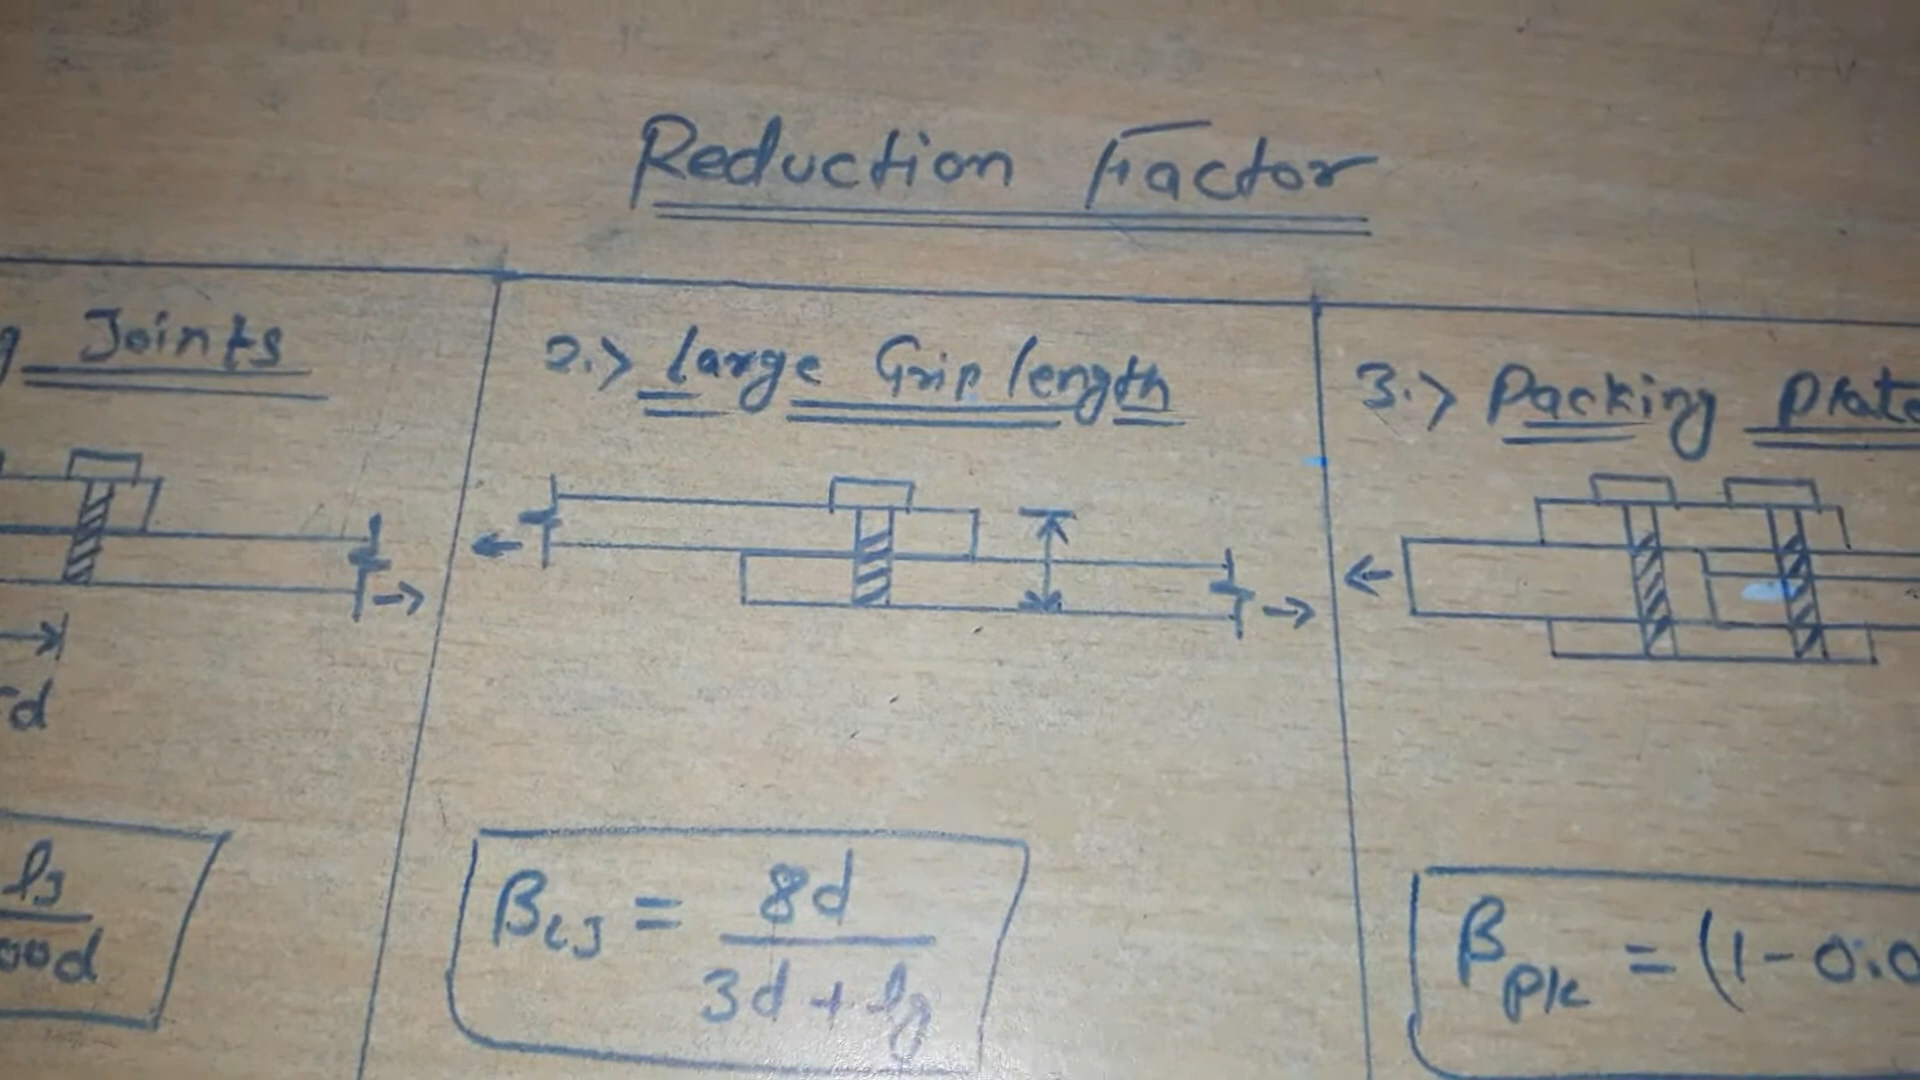 Reduction Factor
g Joints
2.> Large Grip length
3.> Packing Plate
d
lj
00d
βLJ = 8d
3d + lg
βpk = (1-0.0